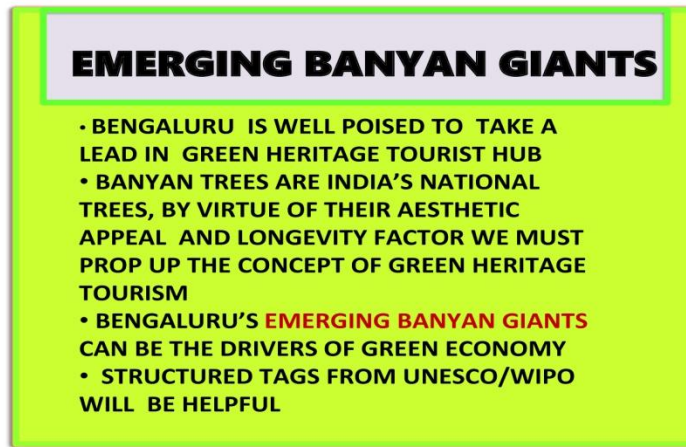 EMERGING BANYAN GIANTS
• BENGALURU IS WELL POISED TO TAKE A
LEAD IN GREEN HERITAGE TOURIST HUB
• BANYAN TREES ARE INDIA'S NATIONAL
TREES, BY VIRTUE OF THEIR AESTHETIC
APPEAL AND LONGEVITY FACTOR WE MUST
PROP UP THE CONCEPT OF GREEN HERITAGE
TOURISM
• BENGALURU'S EMERGING BANYAN GIANTS
CAN BE THE DRIVERS OF GREEN ECONOMY
• STRUCTURED TAGS FROM UNESCO/WIPO
WILL BE HELPFUL